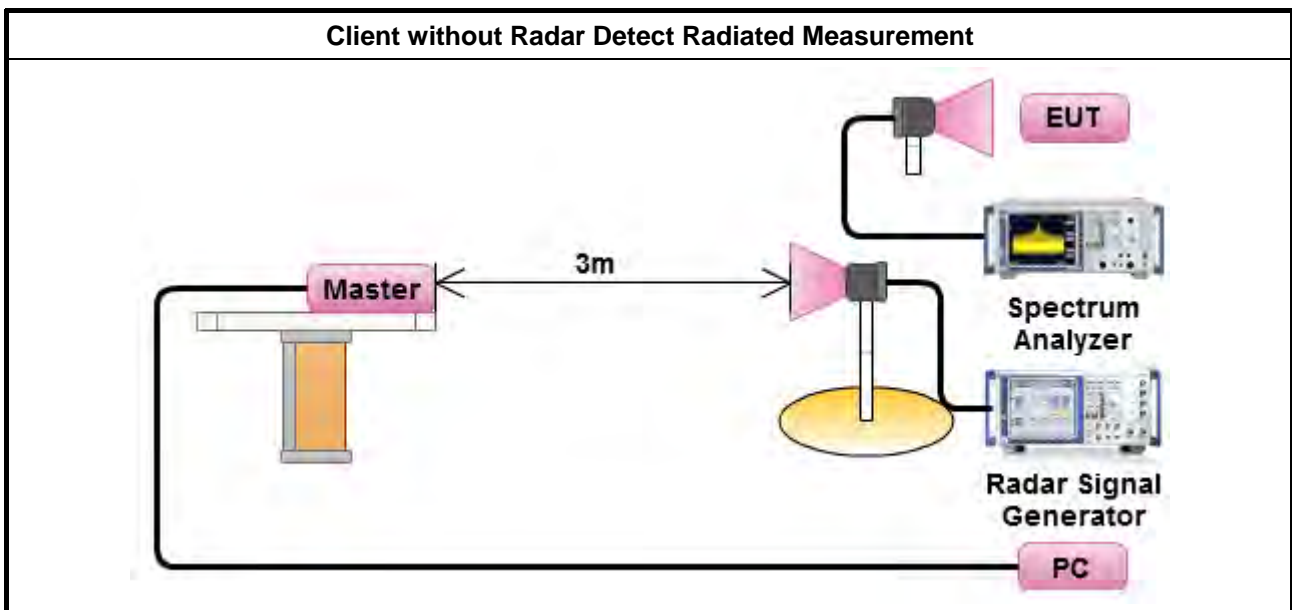 Client without Radar Detect Radiated Measurement
EUT
3m
Master
Spectrum
Analyzer
Radar Signal
Generator
PC